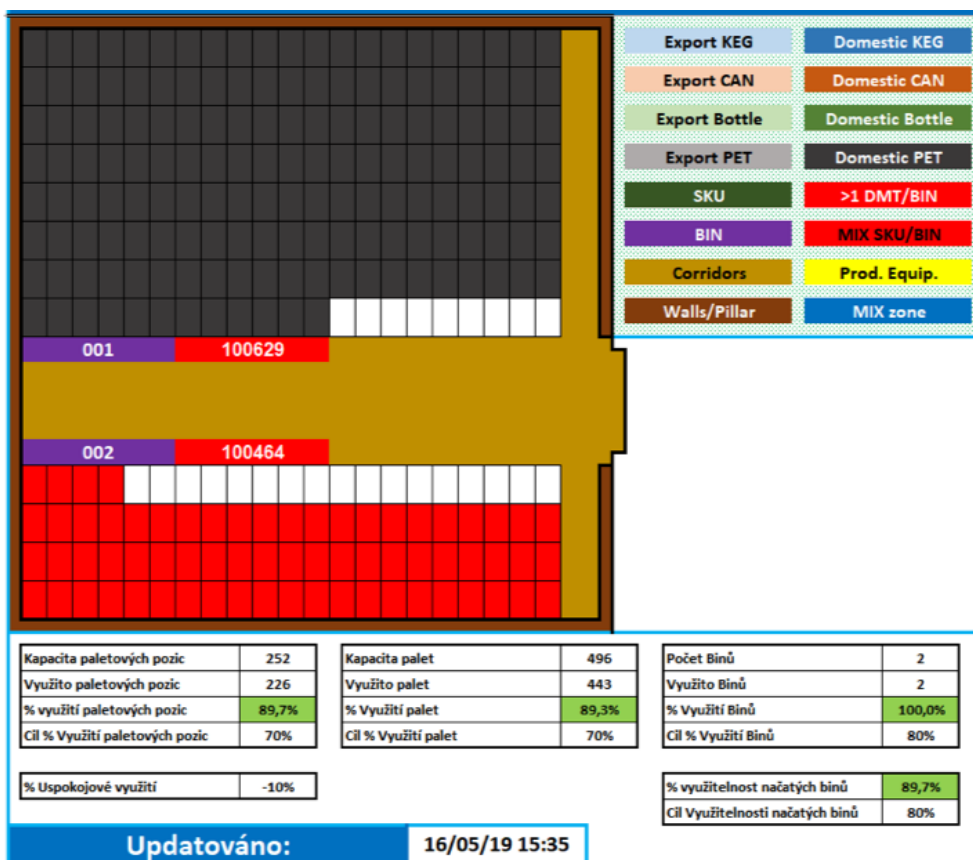 Export KEG Domestic KEG
Export CAN Domestic CAN
Export Bottle Domestic Bottle
Export PET Domestic PET
SKU >1 DMT/BIN
BIN MIX SKU/BIN
Corridors Prod. Equip.
Walls/Pillar MIX zone
001 100629
002 100464
Kapacita paletových pozic 252 Kapacita palet 496 Počet Binů 2
Využito paletových pozic 226 Využito palet 443 Využito Binů 2
% využití paletových pozic 89,7% % Využití palet 89,3% % Využití Binů 100,0%
Cíl % Využití paletových pozic 70% Cíl % Využití palet 70% Cíl % Využití Binů 80%
% Uspokojové využití -10% % využitelnost načatých binů 89,7%
Cíl Využitelnosti načatých binů 80%
Updatováno: 16/05/19 15:35